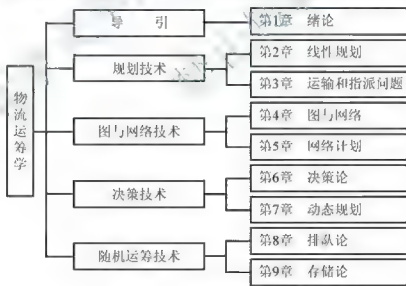 物流运筹学
导 引
第1章 绪论
规划技术
第2章 线性规划
第3章 运输和指派问题
图与网络技术
第4章 图与网络
第5章 网络计划
决策技术
第6章 决策论
第7章 动态规划
随机运筹技术
第8章 排队论
第9章 存储论